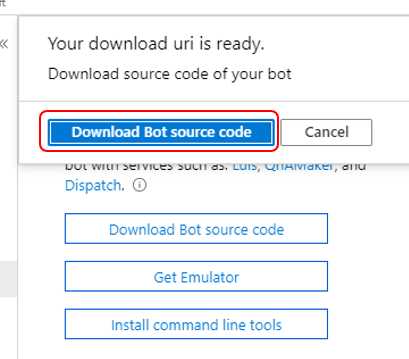 Your download uri is ready.
Download source code of your bot
Download Bot source code Cancel
bot with services such as: Luis, QnAMaker, and
Dispatch.
Download Bot source code
Get Emulator
Install command line tools